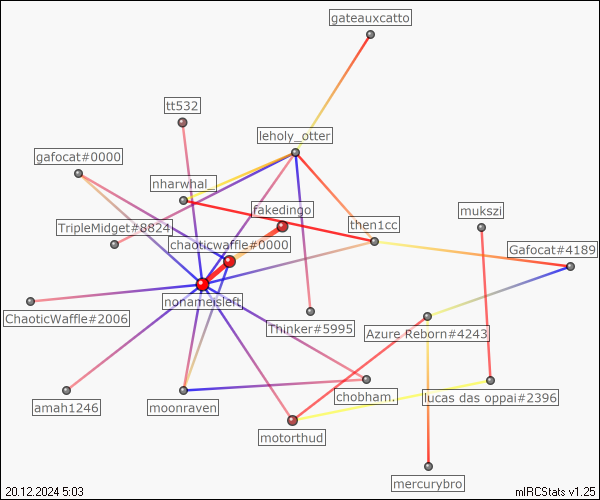 gateauxcatto
tt532
leholy_otter
gafocat#0000
nharwhal_
fakedingo
mukszi
TripleMidget#8824
then1cc
chaoticwaffle#0000
Gafocat#4189
nonameisleft
ChaoticWaffle#2006
Thinker#5995
Azure Reborn#4243
chobham.
lucas das oppai#2396
amah1246
moonraven
motorthud
mercurybro
20.12.2024 5:03
mIRCStats v1.25